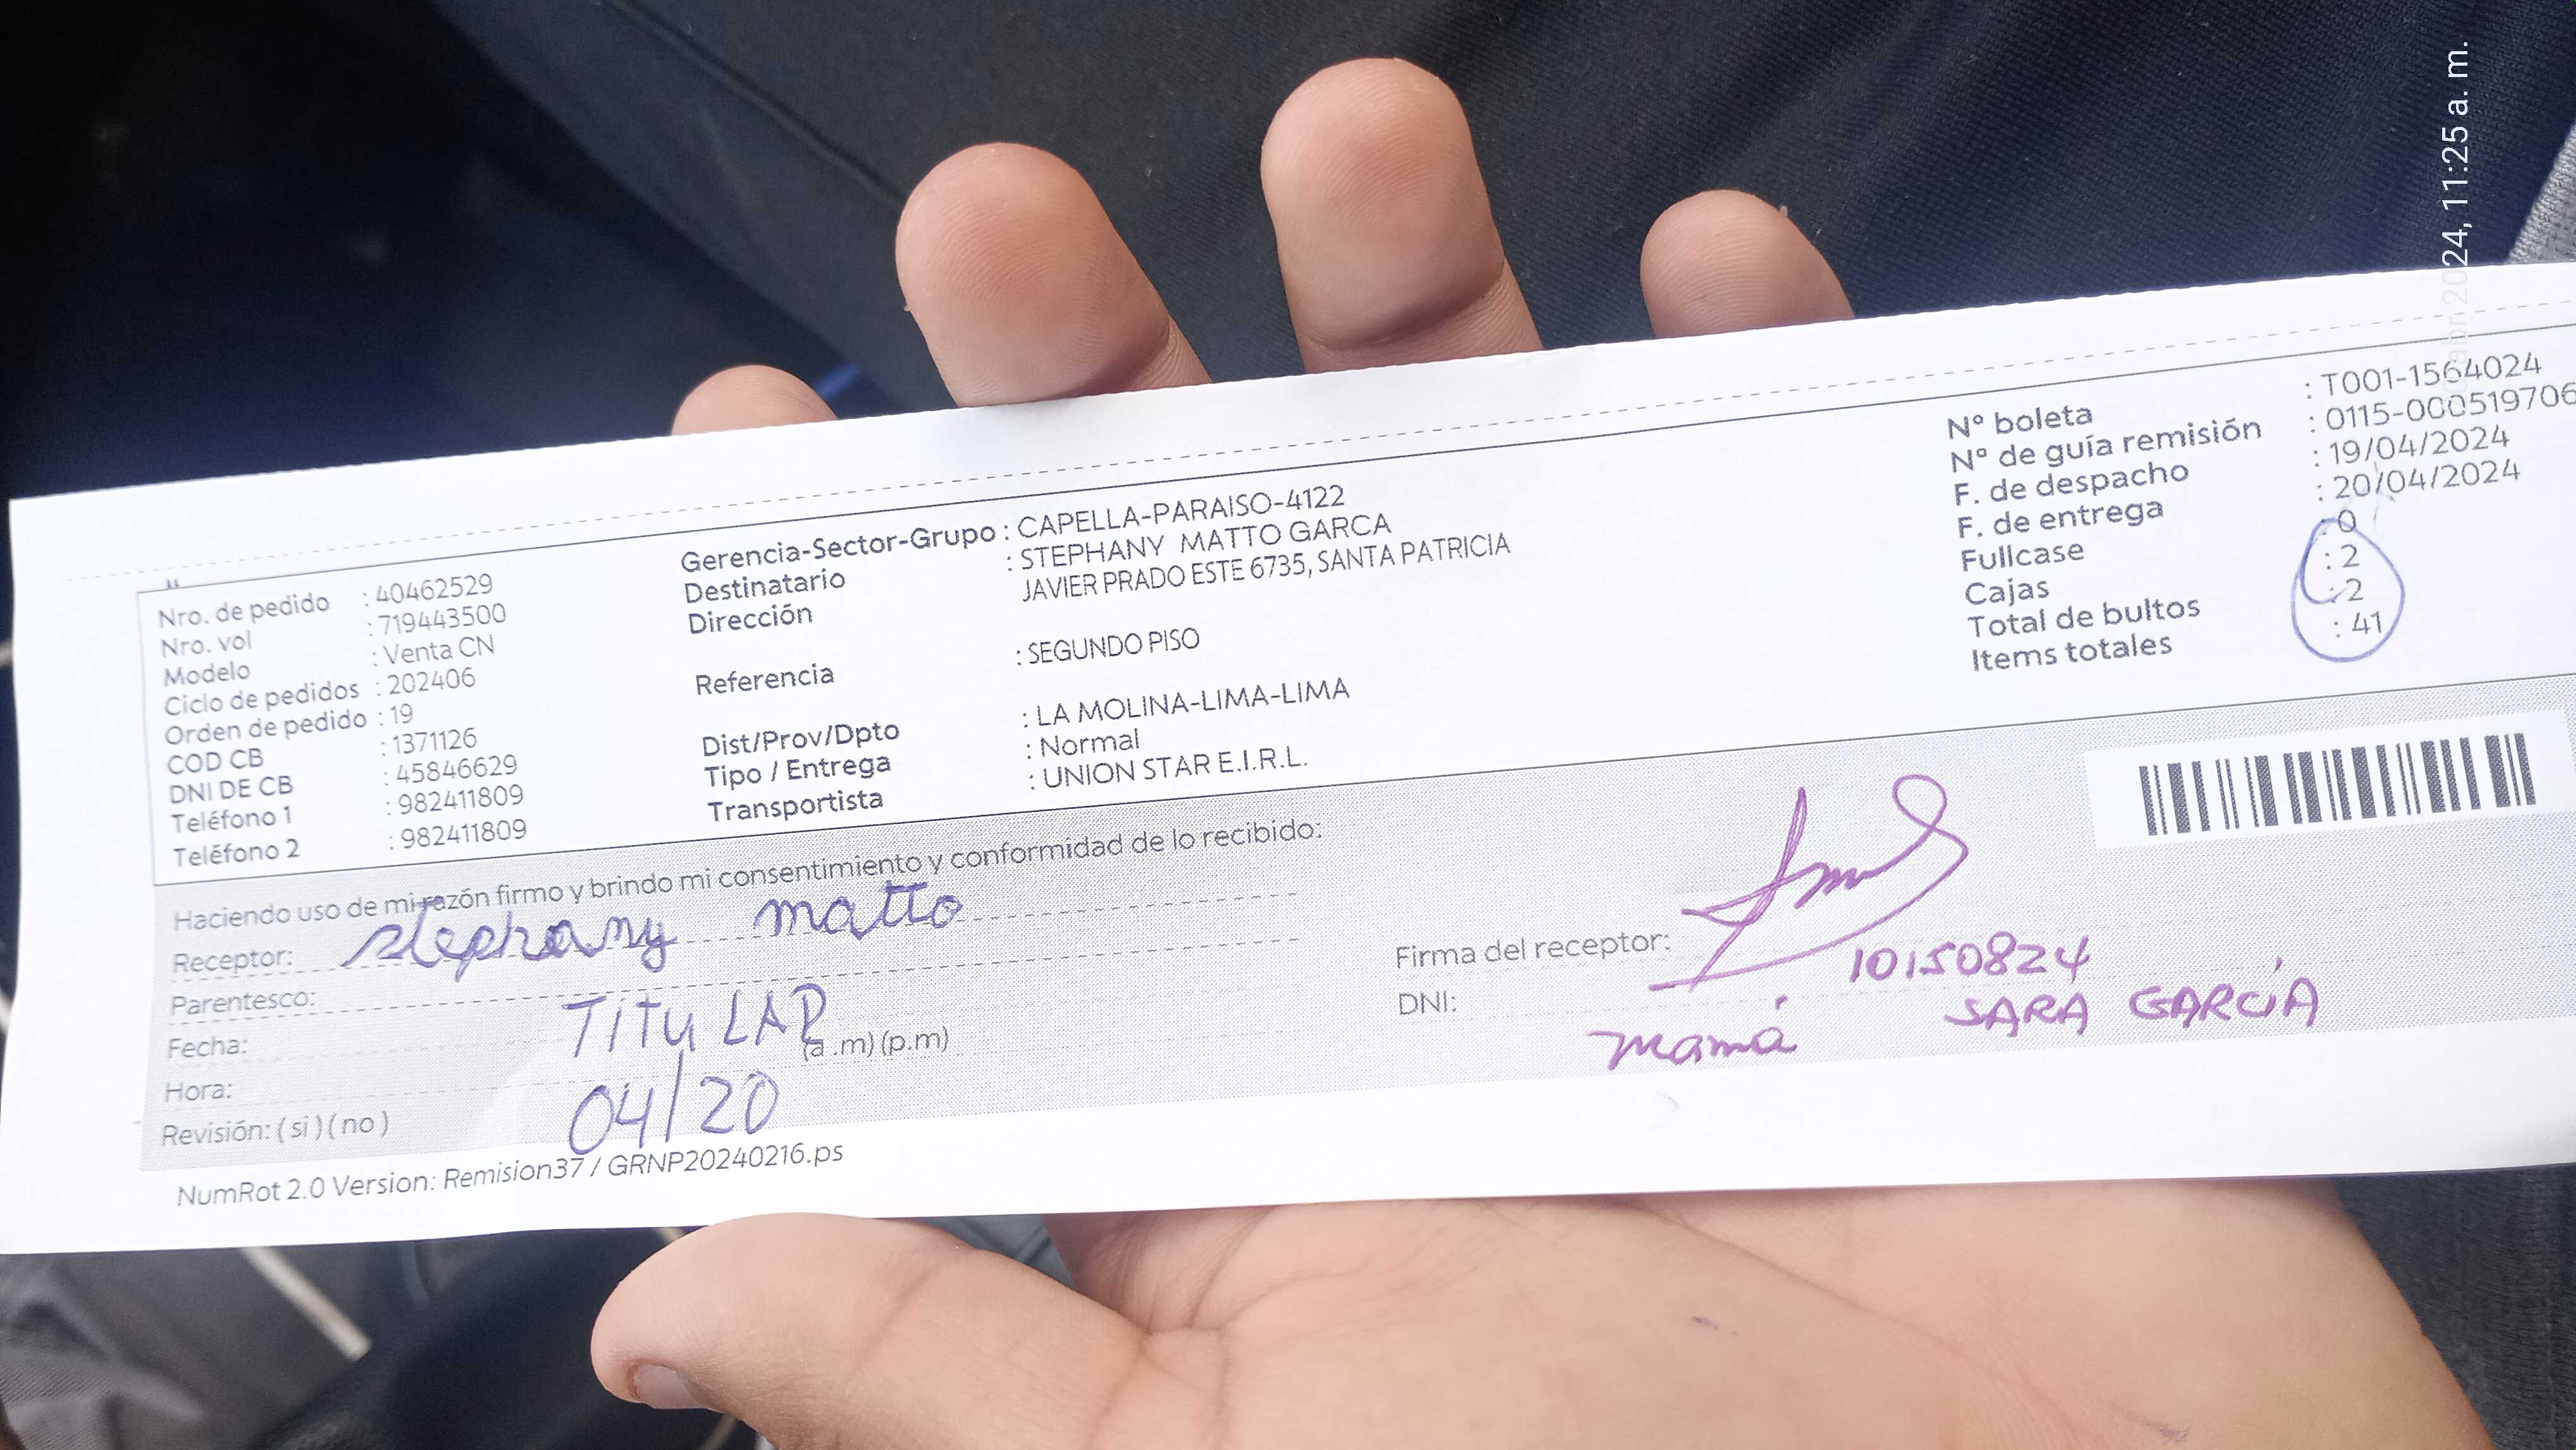 Nro. de pedido : 40462529
Nro. vol : 719443500
Modelo : Venta CN
Ciclo de pedidos : 202406
Orden de pedido : 19
COD CB : 1371126
DNI DE CB : 45846629
Teléfono 1 : 982411809
Teléfono 2 : 982411809
Gerencia-Sector-Grupo : CAPELLA-PARAISO-4122
Destinatario : STEPHANY MATTO GARCA
Dirección JAVIER PRADO ESTE 6735, SANTA PATRICIA
Referencia : SEGUNDO PISO
Dist/Prov/Dpto : LA MOLINA-LIMA-LIMA
Tipo / Entrega : Normal
Transportista : UNION STAR E.I.R.L.
Nº boleta : T001-1564024
Nº de guía remisión : 0115-000519706
F. de despacho : 19/04/2024
F. de entrega : 20/04/2024
Fullcase : 0
Cajas : 2
Total de bultos : 2
Items totales : 41
Haciendo uso de mi razón firmo y brindo mi consentimiento y conformidad de lo recibido:
Receptor: stephany matto
Parentesco: TiTuLAR
Fecha: 04/20
Hora: (a .m) (p.m)
Revisión: ( si ) ( no )
Firma del receptor:
DNI: 10150824
mamá SARA GARCÍA
NumRot 2.0 Version: Remision37 / GRNP20240216.ps
2024, 11:25 a. m.